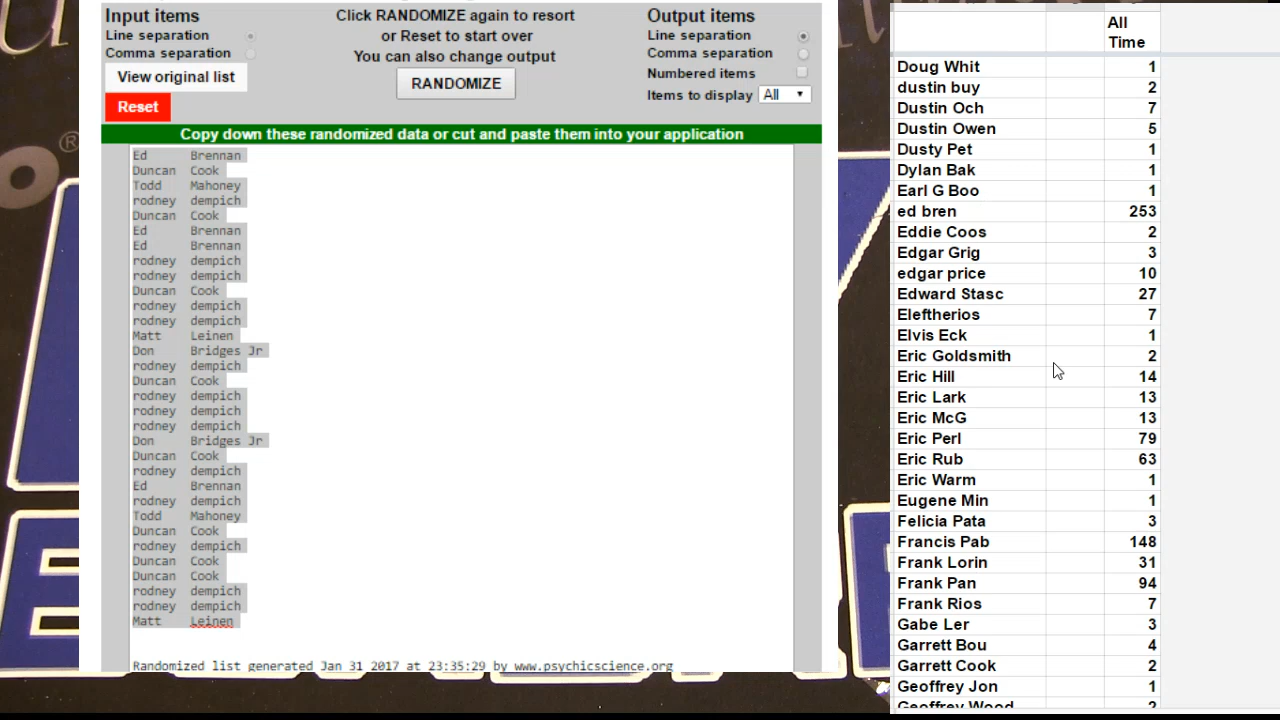 Input items
Line separation
Comma separation
View original list
Reset
Click RANDOMIZE again to resort
or Reset to start over
You can also change output
RANDOMIZE
Output items
Line separation
Comma separation
Numbered items
Items to display All
Copy down these randomized data or cut and paste them into your application
Ed Brennan
Duncan Cook
Todd Mahoney
rodney dempich
Duncan Cook
Ed Brennan
Ed Brennan
rodney dempich
rodney dempich
Duncan Cook
rodney dempich
rodney dempich
Matt Leinen
Don Bridges Jr
rodney dempich
Duncan Cook
rodney dempich
rodney dempich
rodney dempich
Don Bridges Jr
Duncan Cook
rodney dempich
Ed Brennan
rodney dempich
Todd Mahoney
Duncan Cook
rodney dempich
Duncan Cook
Duncan Cook
rodney dempich
rodney dempich
Matt Leinen
Randomized list generated Jan 31 2017 at 23:35:29 by www.psychicscience.org
All
Time
Doug Whit 1
dustin buy 2
Dustin Och 7
Dustin Owen 5
Dusty Pet 1
Dylan Bak 1
Earl G Boo 1
ed bren 253
Eddie Coos 2
Edgar Grig 3
edgar price 10
Edward Stasc 27
Eleftherios 7
Elvis Eck 1
Eric Goldsmith 2
Eric Hill 14
Eric Lark 13
Eric McG 13
Eric Perl 79
Eric Rub 63
Eric Warm 1
Eugene Min 1
Felicia Pata 3
Francis Pab 148
Frank Lorin 31
Frank Pan 94
Frank Rios 7
Gabe Ler 3
Garrett Bou 4
Garrett Cook 2
Geoffrey Jon 1
Geoffrey Wood 2